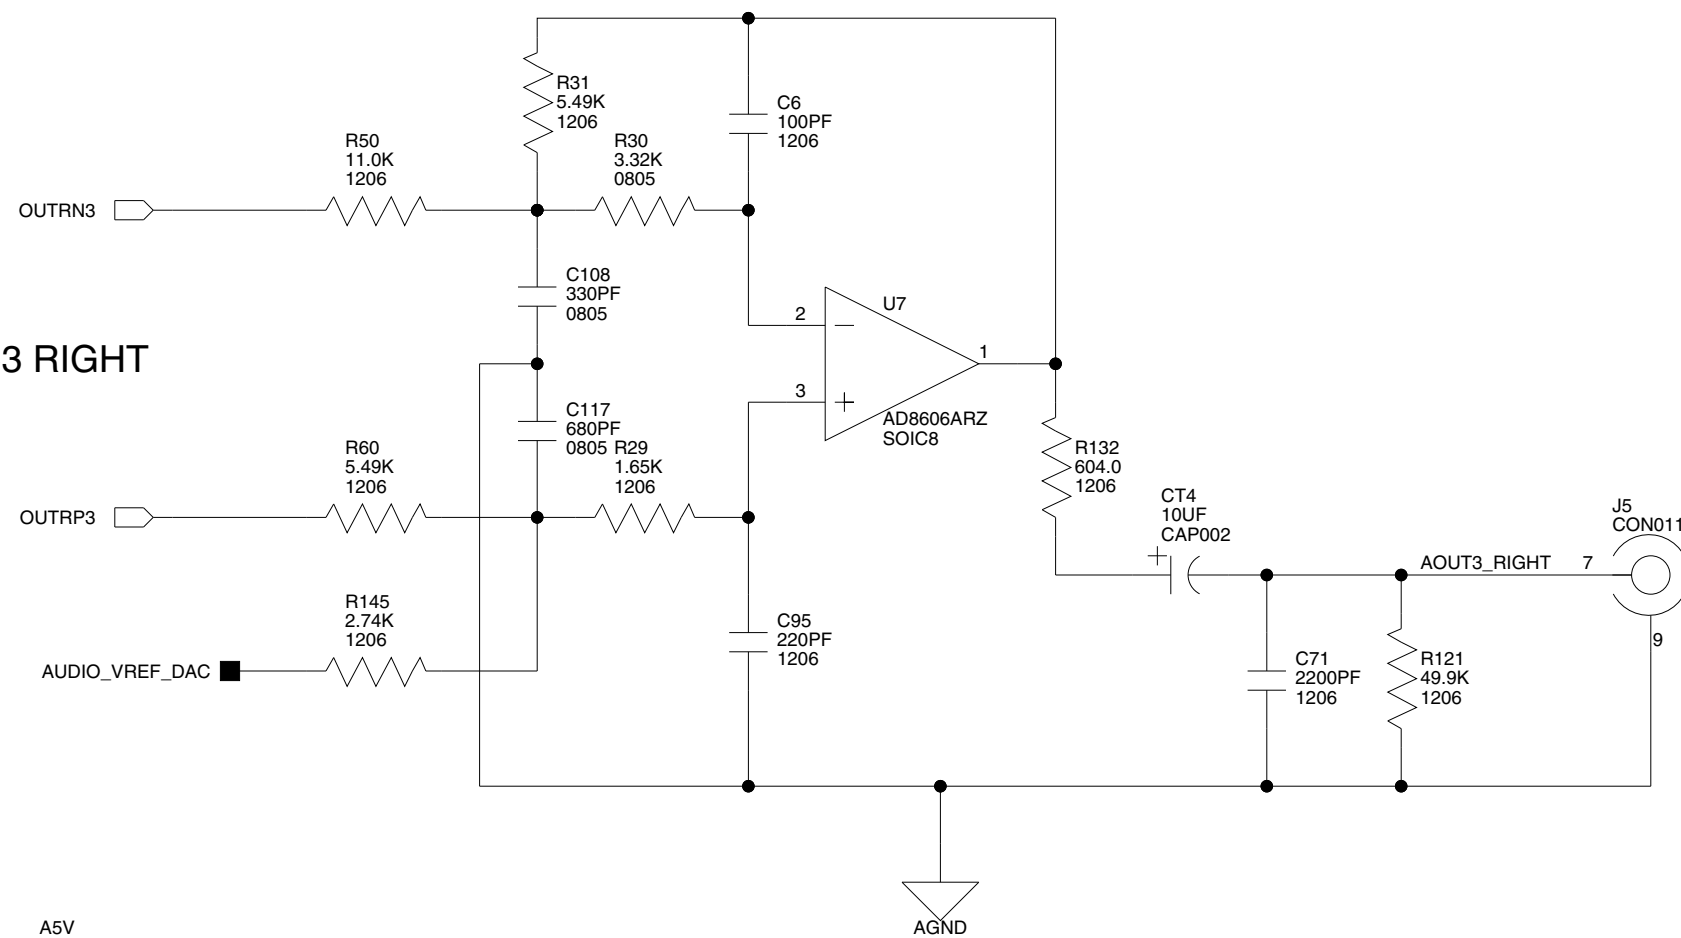 R31
5.49K
1206
C6
100PF
1206
R50
11.0K
1206
R30
3.32K
0805
OUTRN3
C108
330PF
0805
U7
2
3 RIGHT
1
3
C117
680PF
0805
AD8606ARZ
SOIC8
R60
5.49K
1206
R29
1.65K
1206
R132
604.0
1206
OUTRP3
CT4
10UF
CAP002
J5
CON011
AOUT3_RIGHT
7
R145
2.74K
1206
C95
220PF
1206
9
AUDIO_VREF_DAC
C71
2200PF
1206
R121
49.9K
1206
A5V
AGND